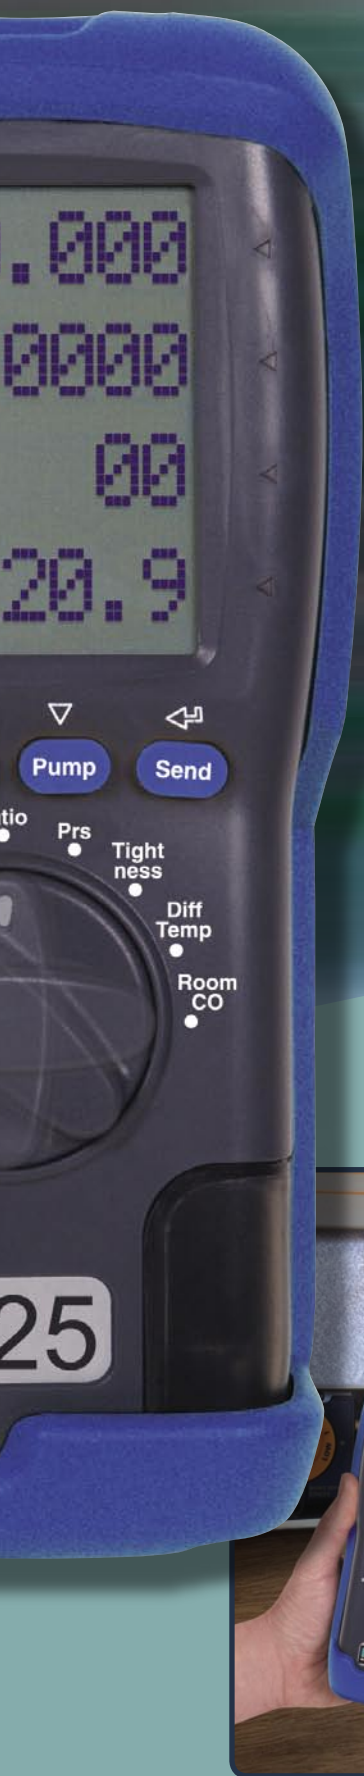 .000
0000
00
20.9
Pump
Send
tio
Prs
Tight
ness
Diff
Temp
Room
CO
25